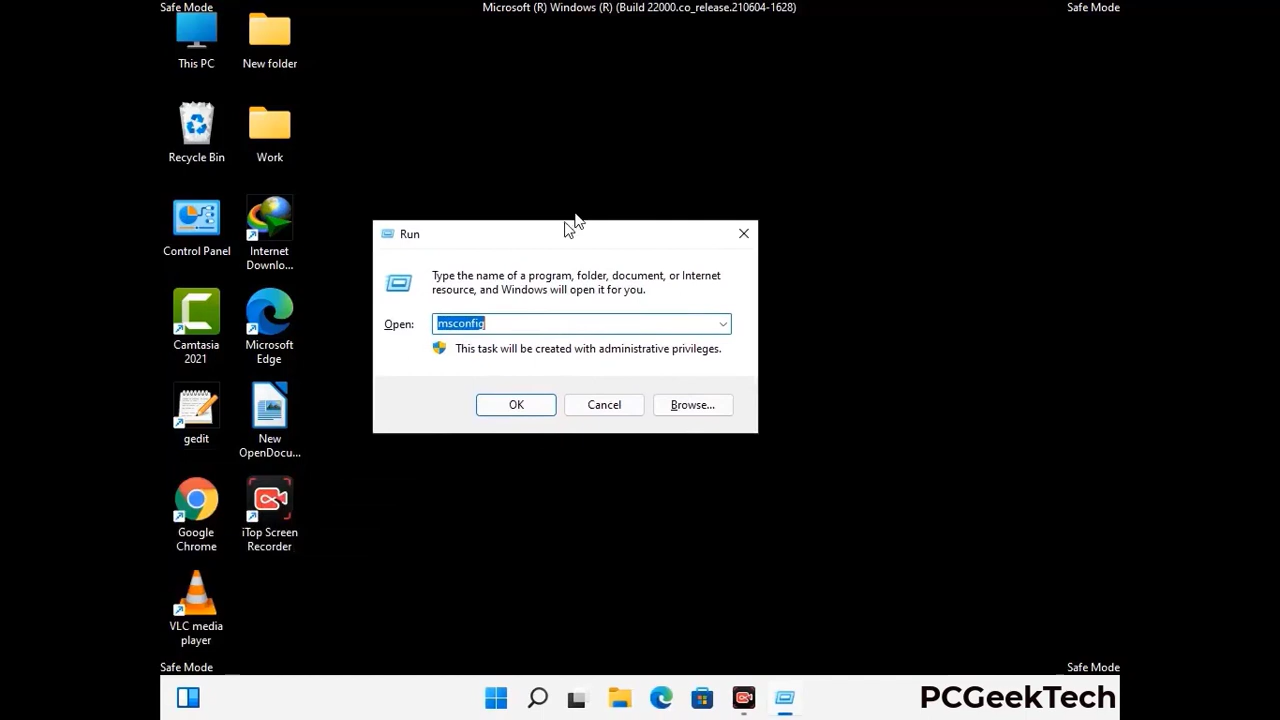 Safe Mode
Microsoft (R) Windows (R) (Build 22000.co_release.210604-1628)
Safe Mode
This PC
New folder
Recycle Bin
Work
Control Panel
Internet
Downlo...
Camtasia
2021
Microsoft
Edge
gedit
New
OpenDocu...
Google
Chrome
iTop Screen
Recorder
VLC media
player
Run
Type the name of a program, folder, document, or Internet
resource, and Windows will open it for you.
Open:
msconfig
This task will be created with administrative privileges.
OK
Cancel
Browse...
Safe Mode
Safe Mode
PCGeekTech